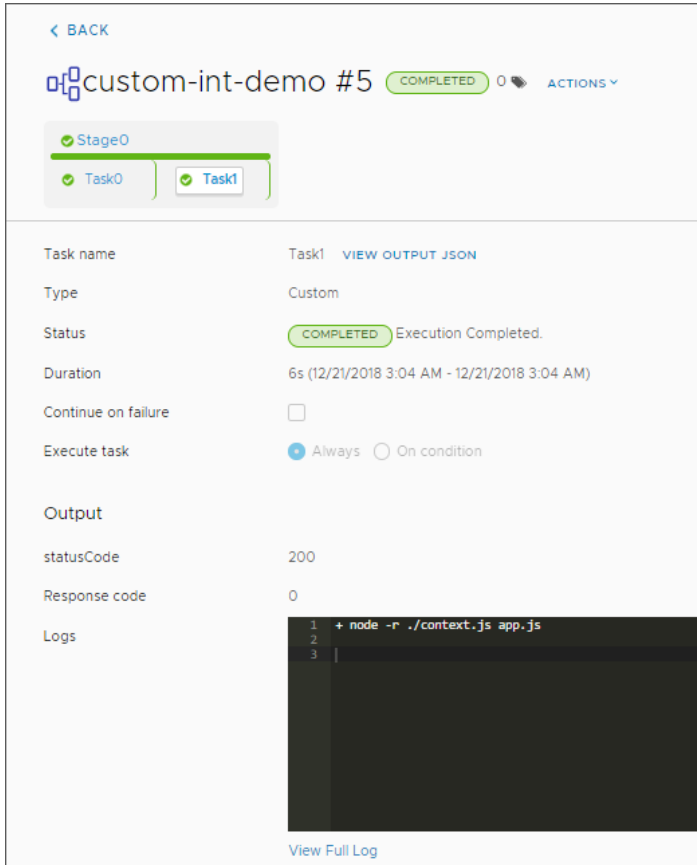 BACK
custom-int-demo #5 COMPLETED 0 ACTIONS
Stage0
Task0 Task1
Task name Task1 VIEW OUTPUT JSON
Type Custom
Status COMPLETED Execution Completed.
Duration 6s (12/21/2018 3:04 AM - 12/21/2018 3:04 AM)
Continue on failure
Execute task Always On condition
Output
statusCode 200
Response code 0
Logs
1 + node -r ./context.js app.js
2
3
View Full Log